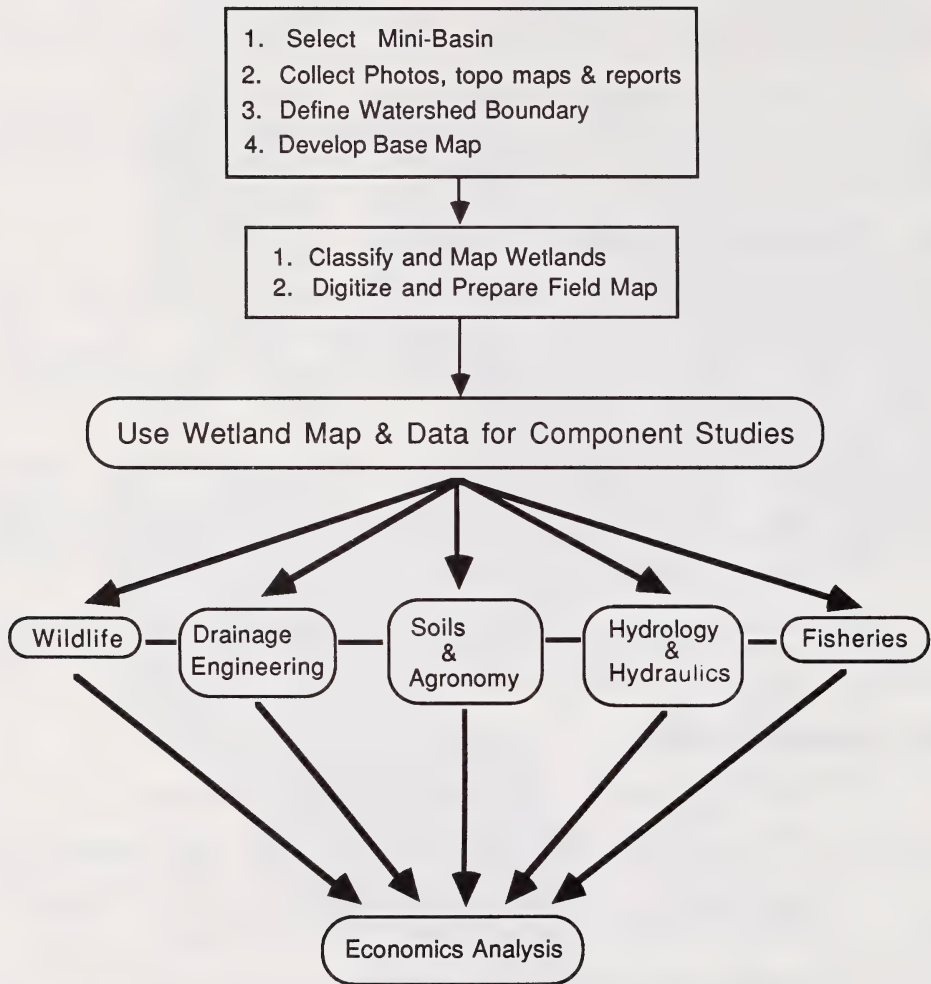 1. Select Mini-Basin
2. Collect Photos, topo maps & reports
3. Define Watershed Boundary
4. Develop Base Map
1. Classify and Map Wetlands
2. Digitize and Prepare Field Map
Use Wetland Map & Data for Component Studies
Wildlife
Drainage
Engineering
Soils
&
Agronomy
Hydrology
&
Hydraulics
Fisheries
Economics Analysis